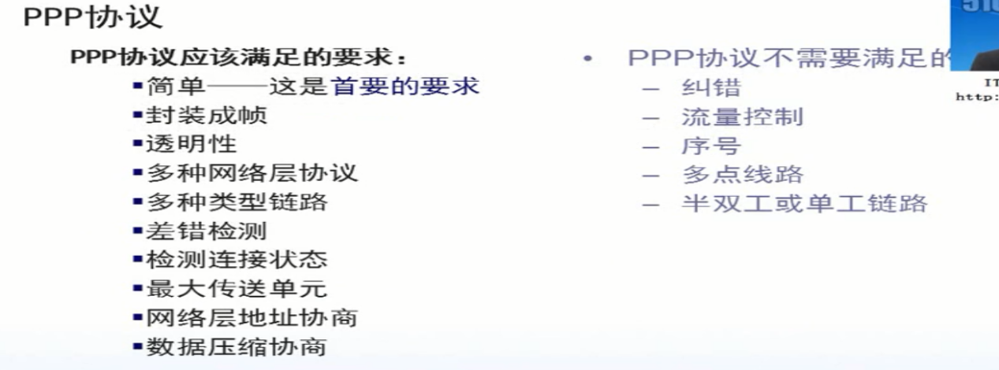 PPP协议
PPP协议应该满足的要求：
▪简单——这是首要的要求
▪封装成帧
▪透明性
▪多种网络层协议
▪多种类型链路
▪差错检测
▪检测连接状态
▪最大传送单元
▪网络层地址协商
▪数据压缩协商
• PPP协议不需要满足的
– 纠错
– 流量控制
– 序号
– 多点线路
– 半双工或单工链路
IT
http: